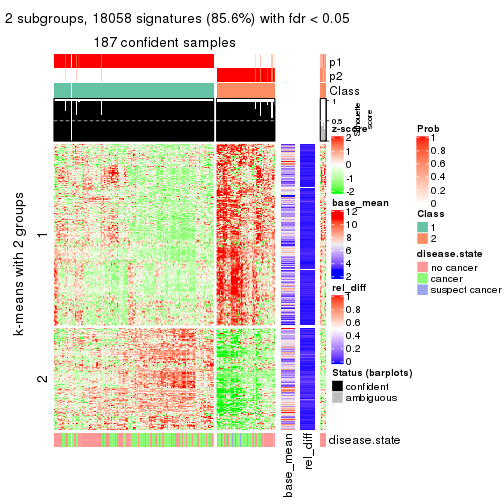 2 subgroups, 18058 signatures (85.6%) with fdr < 0.05
187 confident samples
p1
p2
Class
1
0.5
0
Silhouette
score
k-means with 2 groups
1
2
z-score
2
1
0
-1
-2
base_mean
12
10
8
6
4
2
rel_diff
1
0.8
0.6
0.4
0.2
0
Status (barplots)
confident
ambiguous
Prob
1
0.8
0.6
0.4
0.2
0
Class
1
2
disease.state
no cancer
cancer
suspect cancer
disease.state
base_mean
rel_diff